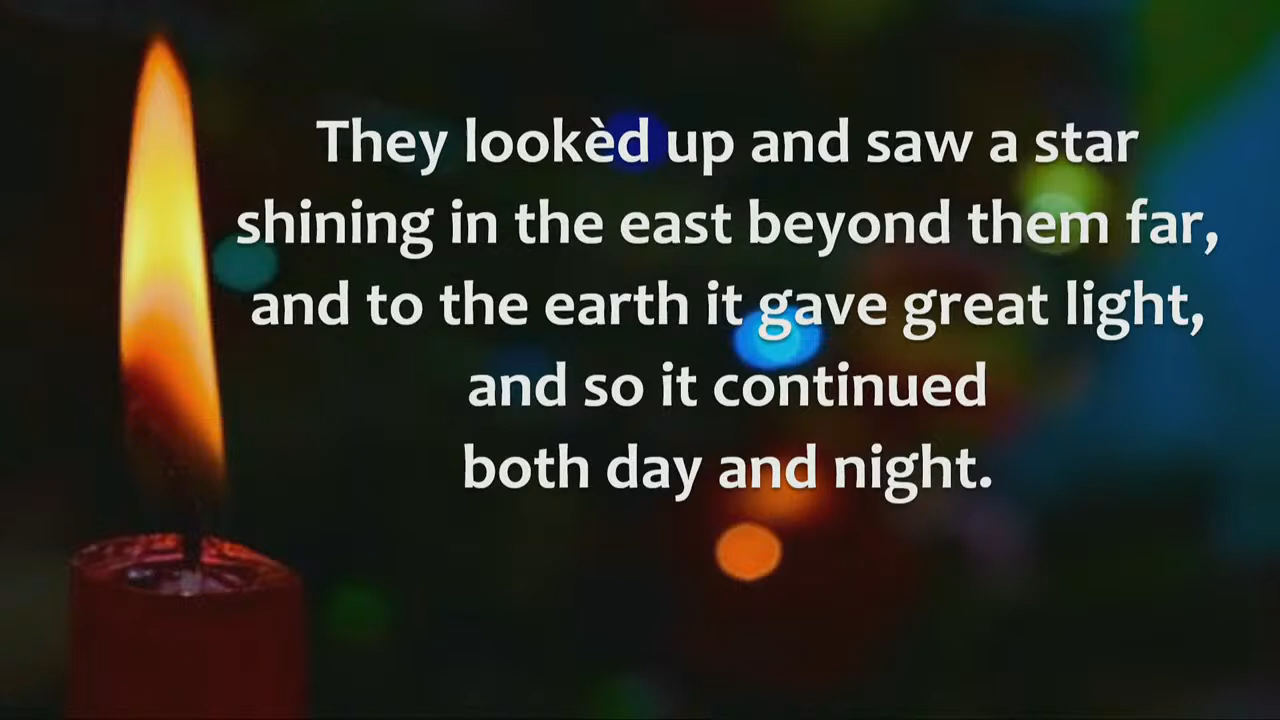 They lookèd up and saw a star
shining in the east beyond them far,
and to the earth it gave great light,
and so it continued
both day and night.